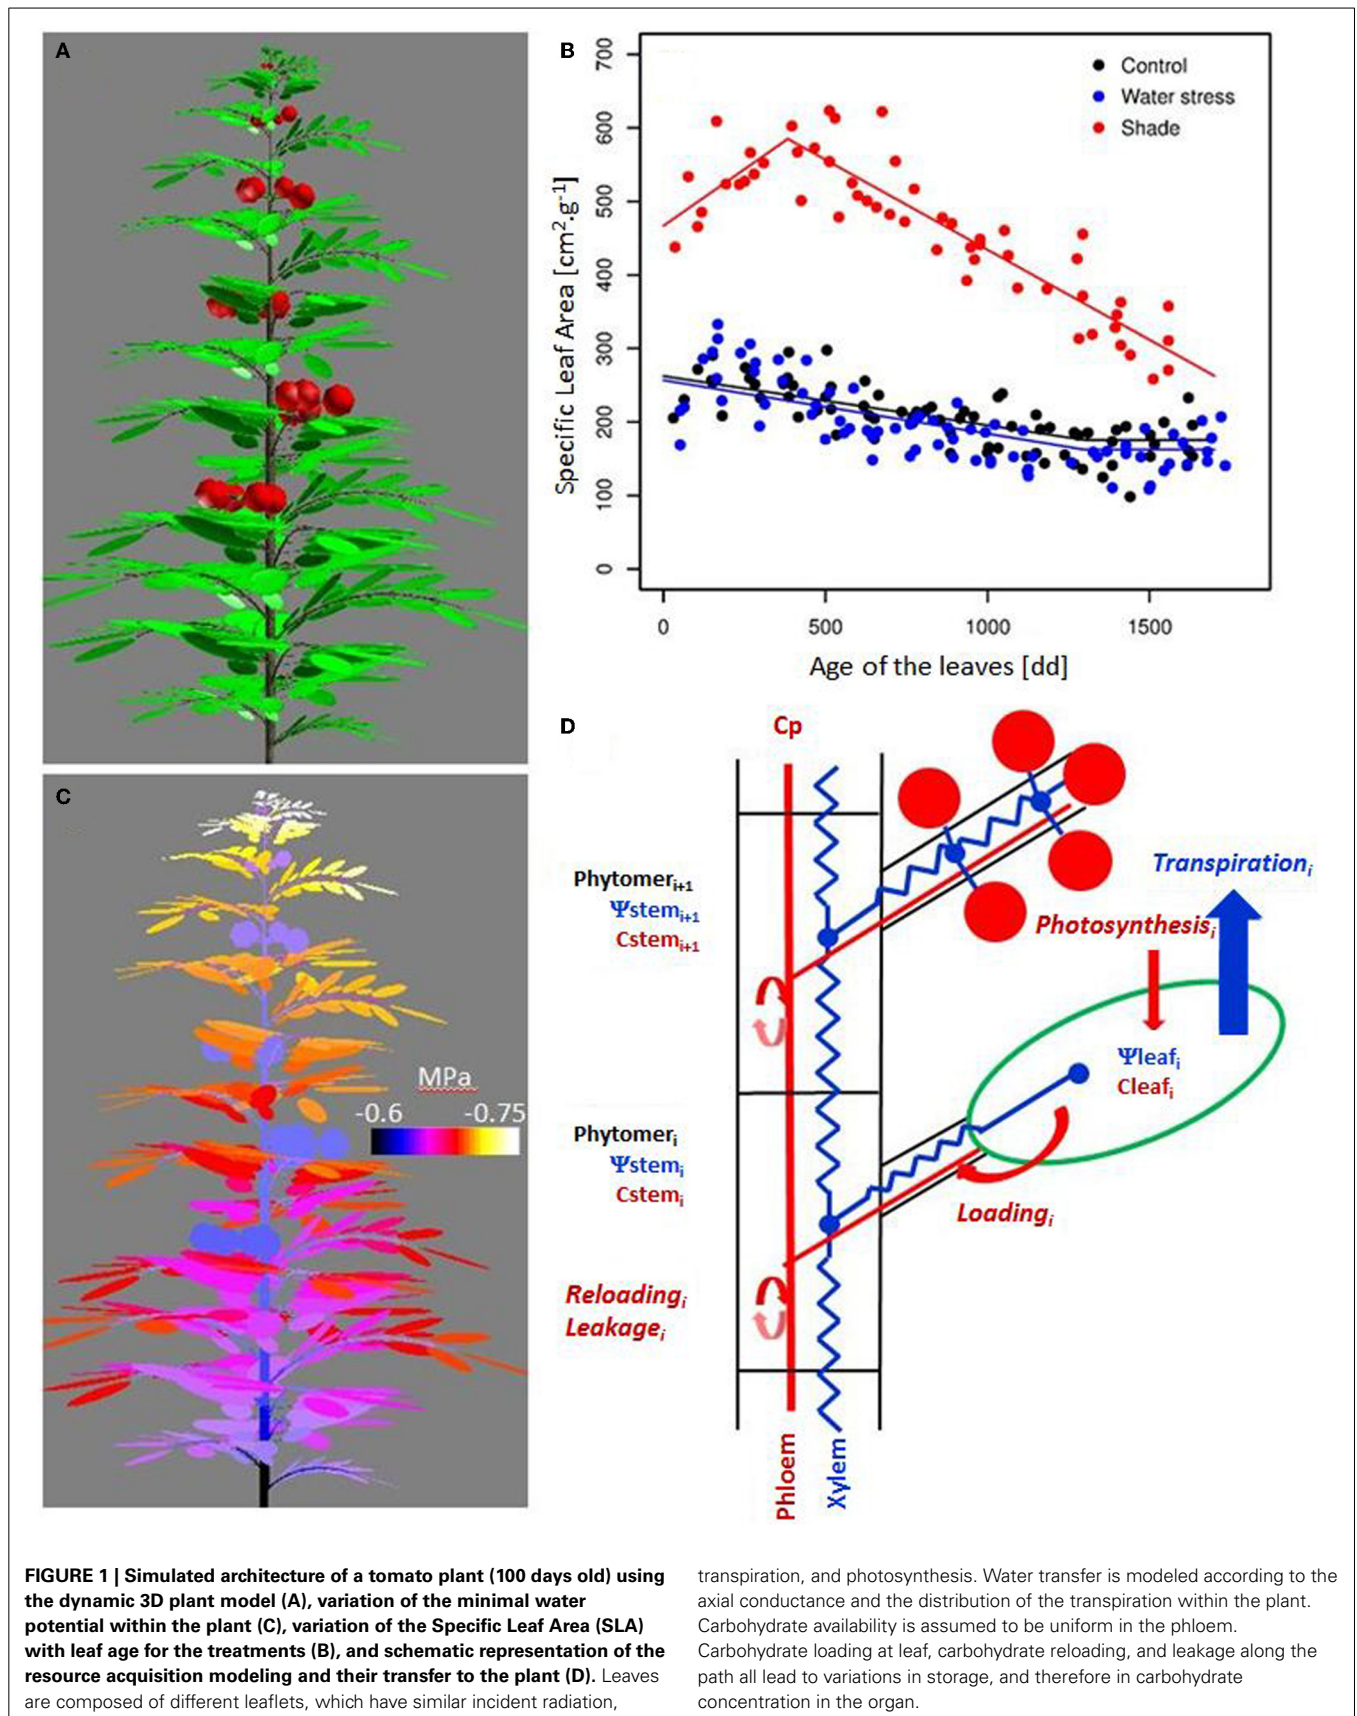 A
B
700
600
500
400
300
200
100
0
Specific Leaf Area [cm².g⁻¹]
Control
Water stress
Shade
0 500 1000 1500
Age of the leaves [dd]
C
MPa
-0.6 -0.75
D
Cp
Phytomeri+1
Ψstemi+1
Cstemi+1
Transpirationi
Photosynthesisi
Ψleafi
Cleafi
Phytomeri
Ψstemi
Cstemi
Loadingi
Reloadingi
Leakagei
Phloem
Xylem
FIGURE 1 | Simulated architecture of a tomato plant (100 days old) using
the dynamic 3D plant model (A), variation of the minimal water
potential within the plant (C), variation of the Specific Leaf Area (SLA)
with leaf age for the treatments (B), and schematic representation of the
resource acquisition modeling and their transfer to the plant (D). Leaves
are composed of different leaflets, which have similar incident radiation,
transpiration, and photosynthesis. Water transfer is modeled according to the
axial conductance and the distribution of the transpiration within the plant.
Carbohydrate availability is assumed to be uniform in the phloem.
Carbohydrate loading at leaf, carbohydrate reloading, and leakage along the
path all lead to variations in storage, and therefore in carbohydrate
concentration in the organ.